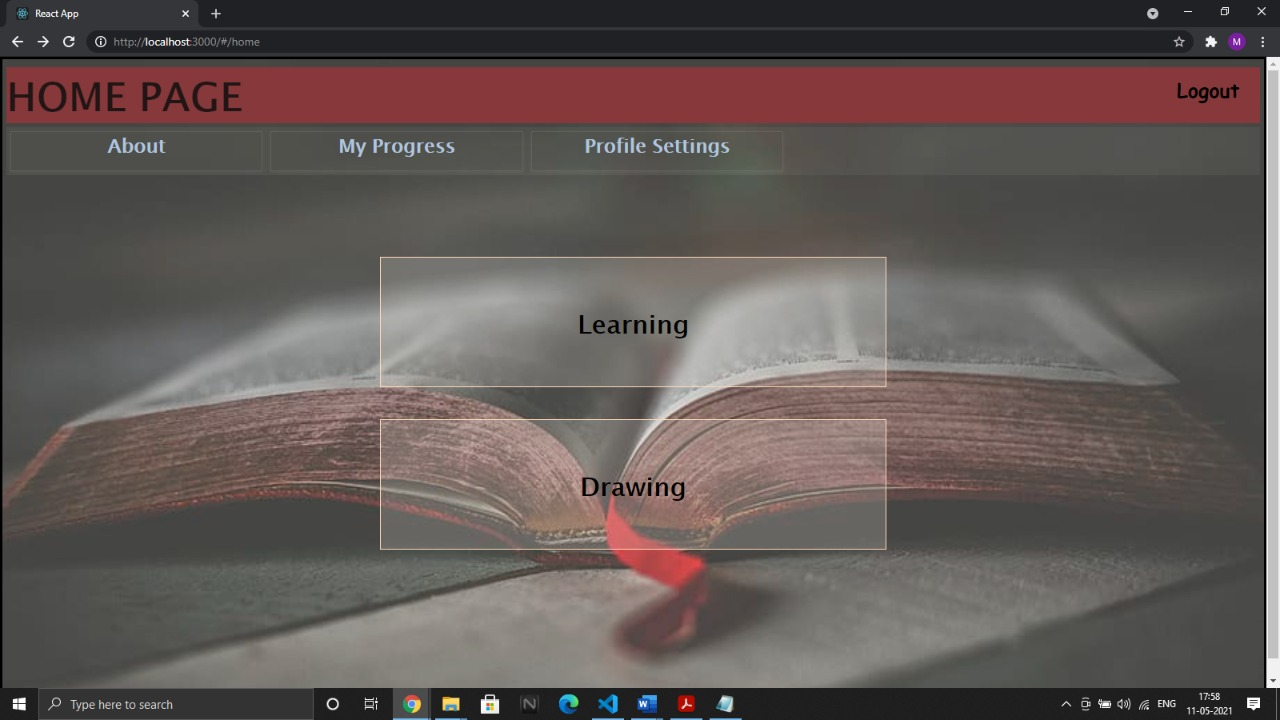 React App
http://localhost:3000/#/home
M
HOME PAGE
Logout
About
My Progress
Profile Settings
Learning
Drawing
Type here to search
N
W
ENG
17:58
11-05-2021